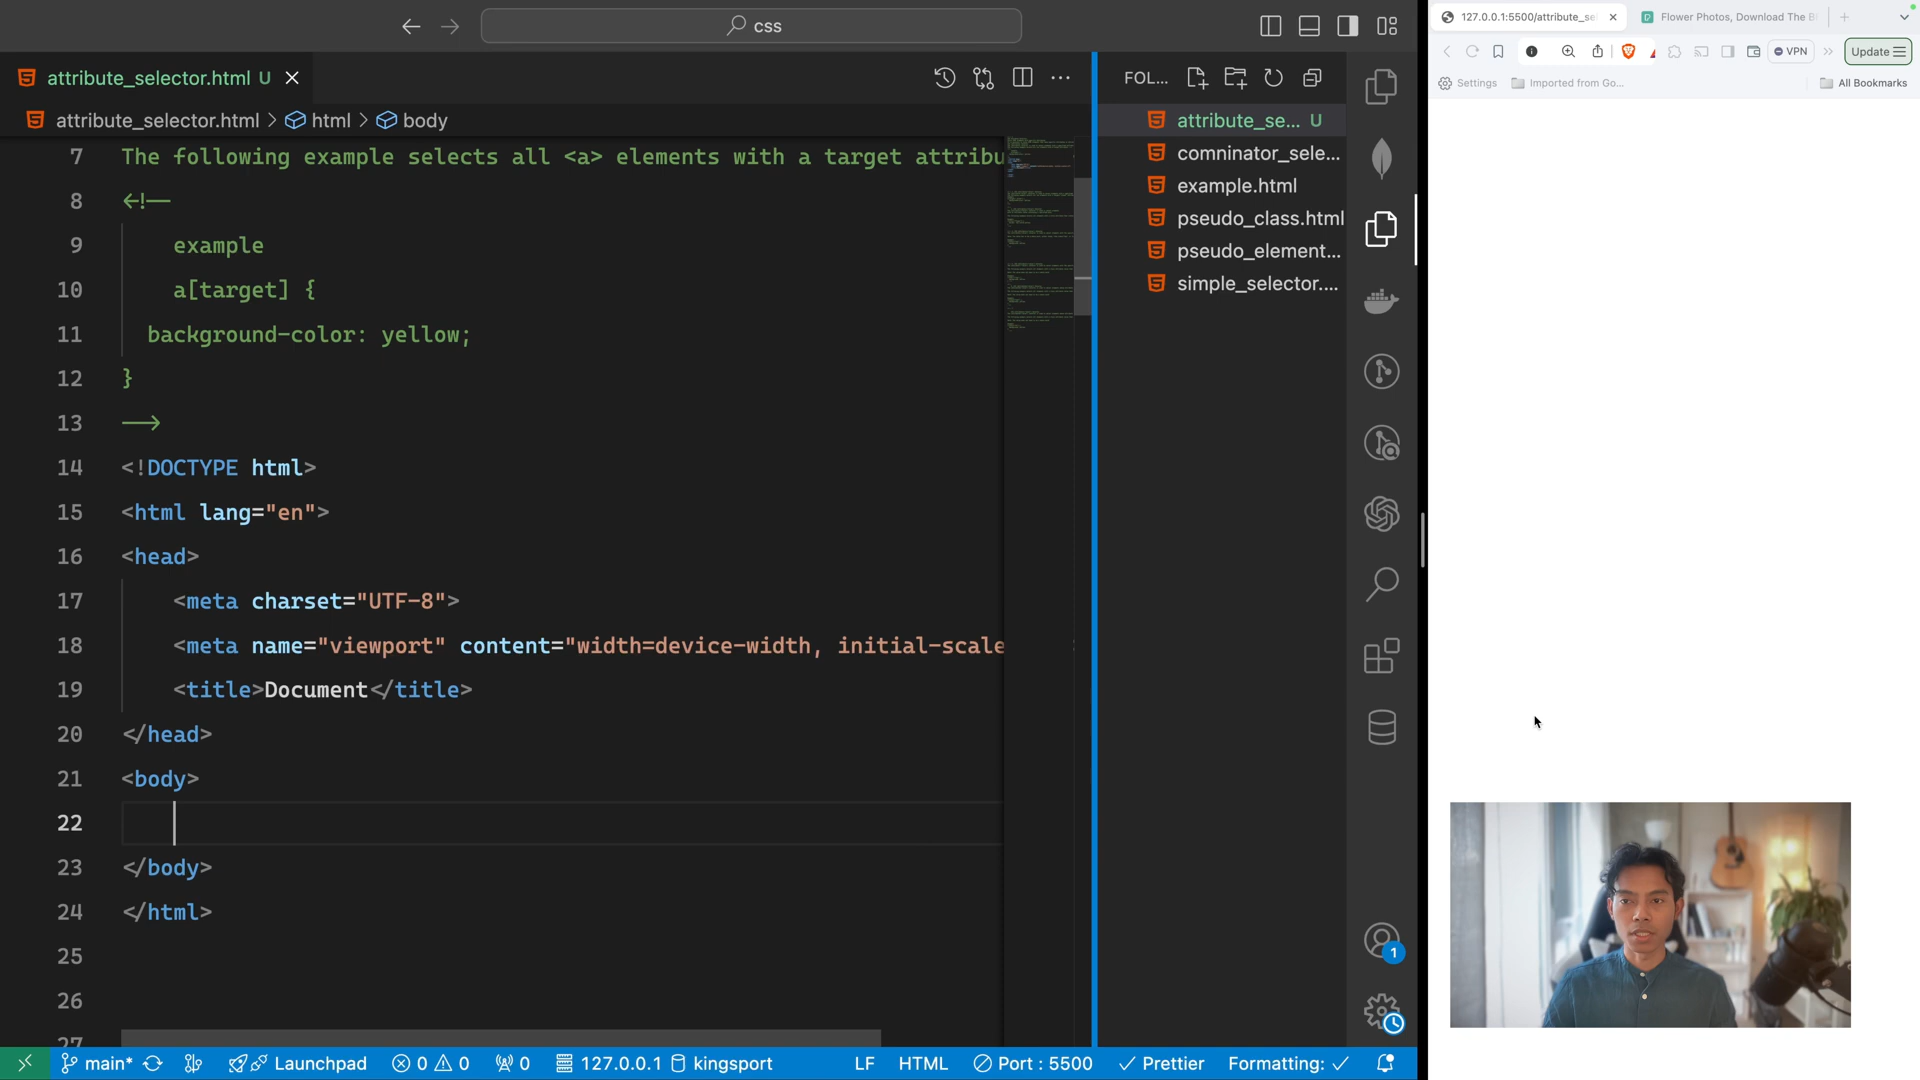 css
attribute_selector.html U
attribute_selector.html > html > body
7 The following example selects all <a> elements with a target attribu
8 <!--
9 example
10 a[target] {
11 background-color: yellow;
12 }
13 -->
14 <!DOCTYPE html>
15 <html lang="en">
16 <head>
17 <meta charset="UTF-8">
18 <meta name="viewport" content="width=device-width, initial-scale
19 <title>Document</title>
20 </head>
21 <body>
22
23 </body>
24 </html>
25
26
27
FOL...
attribute_se... U
comninator_sele...
example.html
pseudo_class.html
pseudo_element...
simple_selector....
1
main* 0 0 0 Launchpad 127.0.0.1 kingsport LF HTML Port : 5500 Prettier Formatting:
127.0.0.1:5500/attribute_se
Flower Photos, Download The B
VPN
Update
Settings
Imported from Go...
All Bookmarks